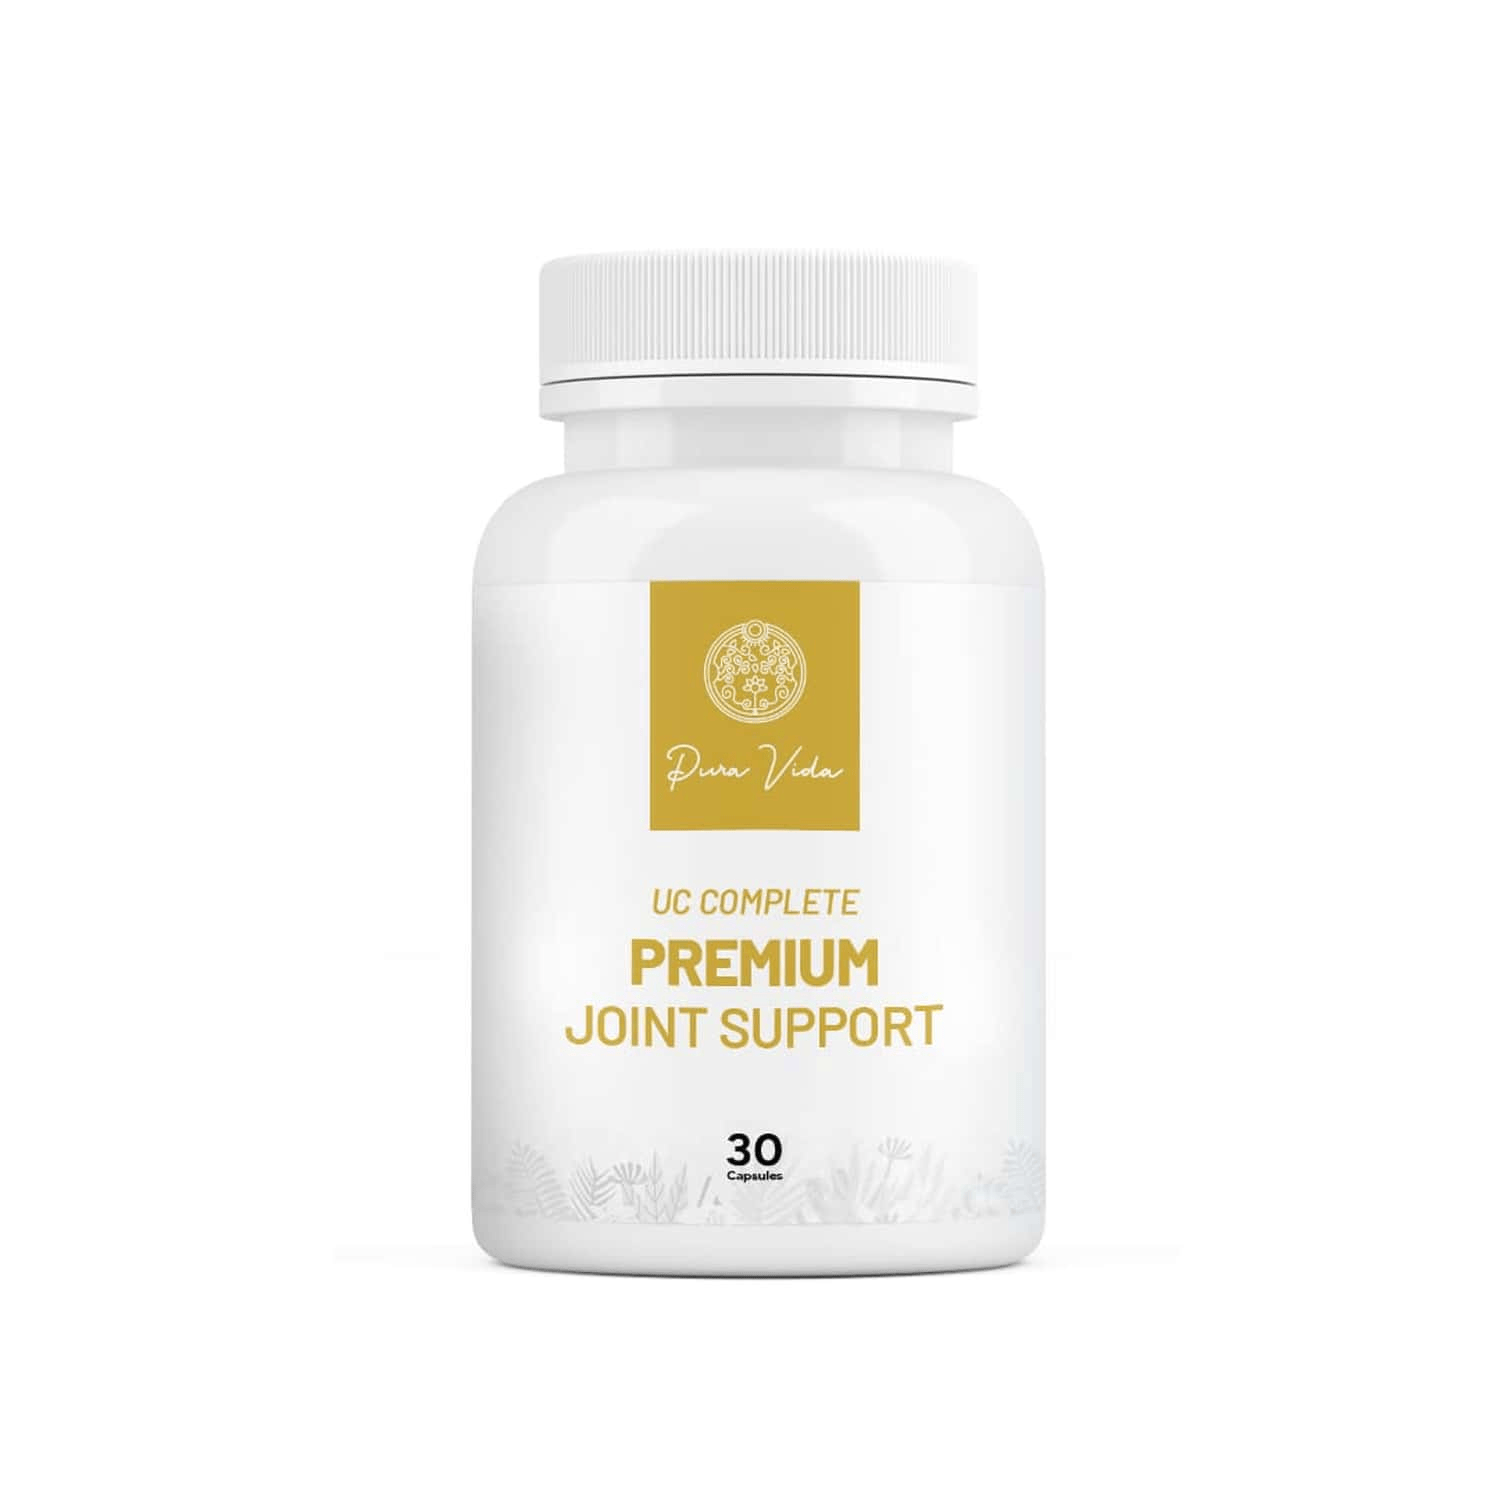 Pura Vida
UC COMPLETE
PREMIUM
JOINT SUPPORT
30
Capsules